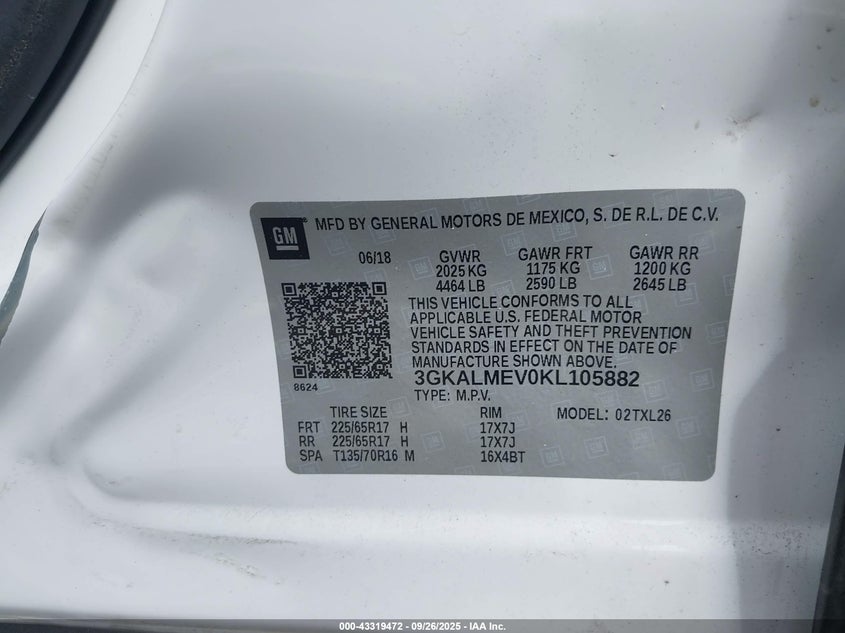 GM
MFD BY GENERAL MOTORS DE MEXICO, S. DE R.L. DE C.V.
06/18 GVWR GAWR FRT GAWR RR
2025 KG 1175 KG 1200 KG
4464 LB 2590 LB 2645 LB
THIS VEHICLE CONFORMS TO ALL
APPLICABLE U.S. FEDERAL MOTOR
VEHICLE SAFETY AND THEFT PREVENTION
STANDARDS IN EFFECT ON THE DATE OF
MANUFACTURE SHOWN ABOVE.
8624
3GKALMEV0KL105882
TYPE: M.P.V.
TIRE SIZE RIM MODEL: 02TXL26
FRT 225/65R17 H 17X7J
RR 225/65R17 H 17X7J
SPA T135/70R16 M 16X4BT
000-43319472 - 09/26/2025 - IAA Inc.